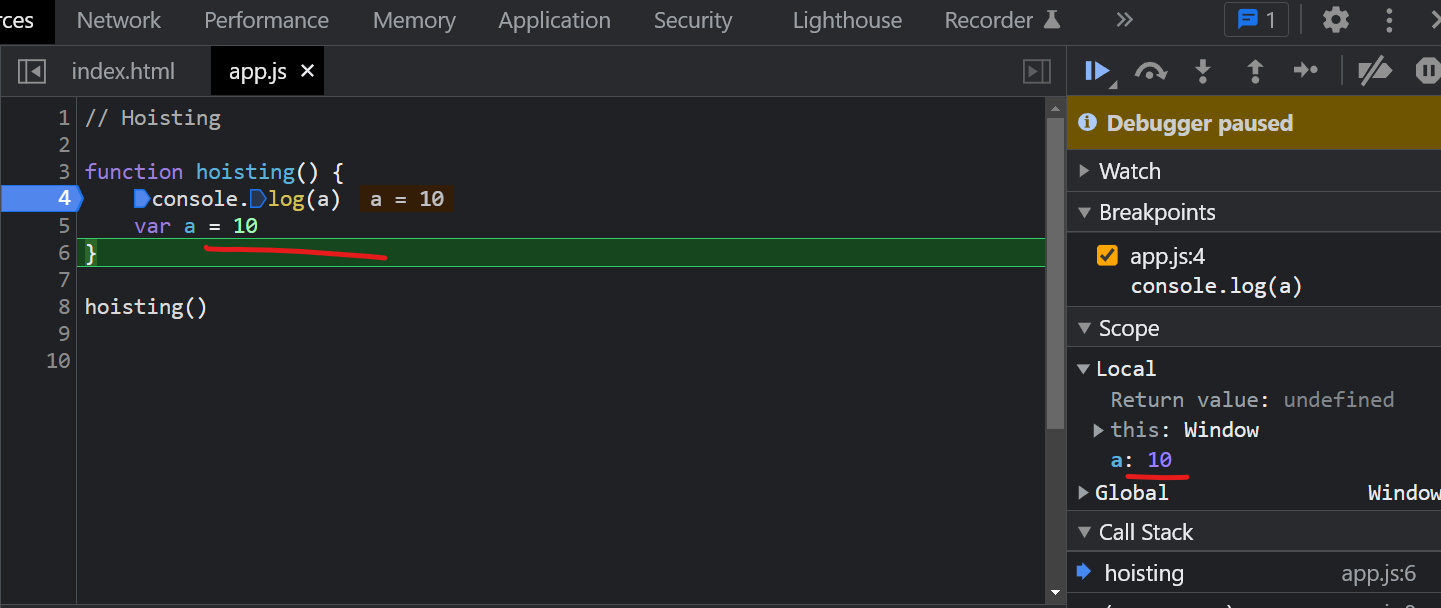 rces Network Performance Memory Application Security Lighthouse Recorder 1
index.html app.js
Debugger paused
1 // Hoisting
2
3 function hoisting() {
4 console.log(a) a = 10
5 var a = 10
6 }
7
8 hoisting()
9
10
Watch
Breakpoints
app.js:4
console.log(a)
Scope
Local
Return value: undefined
this: Window
a: 10
Global Window
Call Stack
hoisting app.js:6